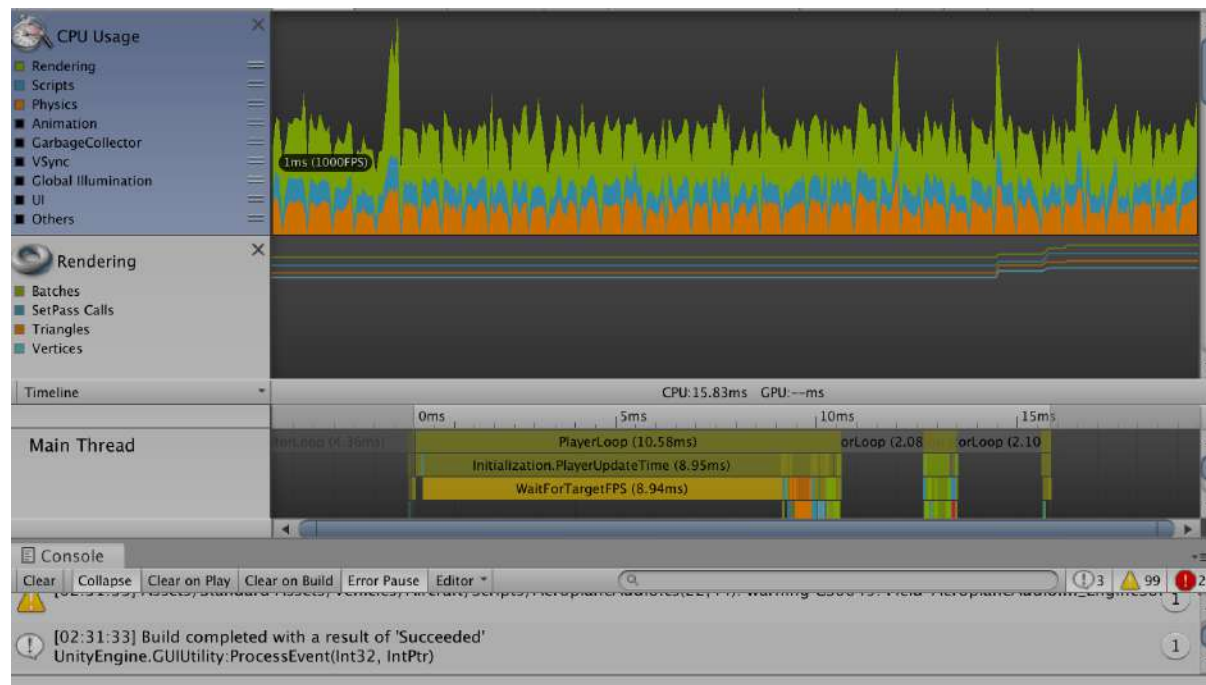 CPU Usage
Rendering
Scripts
Physics
Animation
GarbageCollector
VSync
Global Illumination
UI
Others
1ms (1000FPS)
Rendering
Batches
SetPass Calls
Triangles
Vertices
Timeline
CPU:15.83ms GPU:--ms
0ms 5ms 10ms 15ms
Main Thread
(4.36ms) PlayerLoop (10.58ms) orLoop (2.08 orLoop (2.10
Initialization.PlayerUpdateTime (8.95ms)
WaitForTargetFPS (8.94ms)
Console
Clear Collapse Clear on Play Clear on Build Error Pause Editor 3 99 2
1
[02:31:33] Build completed with a result of 'Succeeded'
UnityEngine.GUIUtility:ProcessEvent(Int32, IntPtr)
1